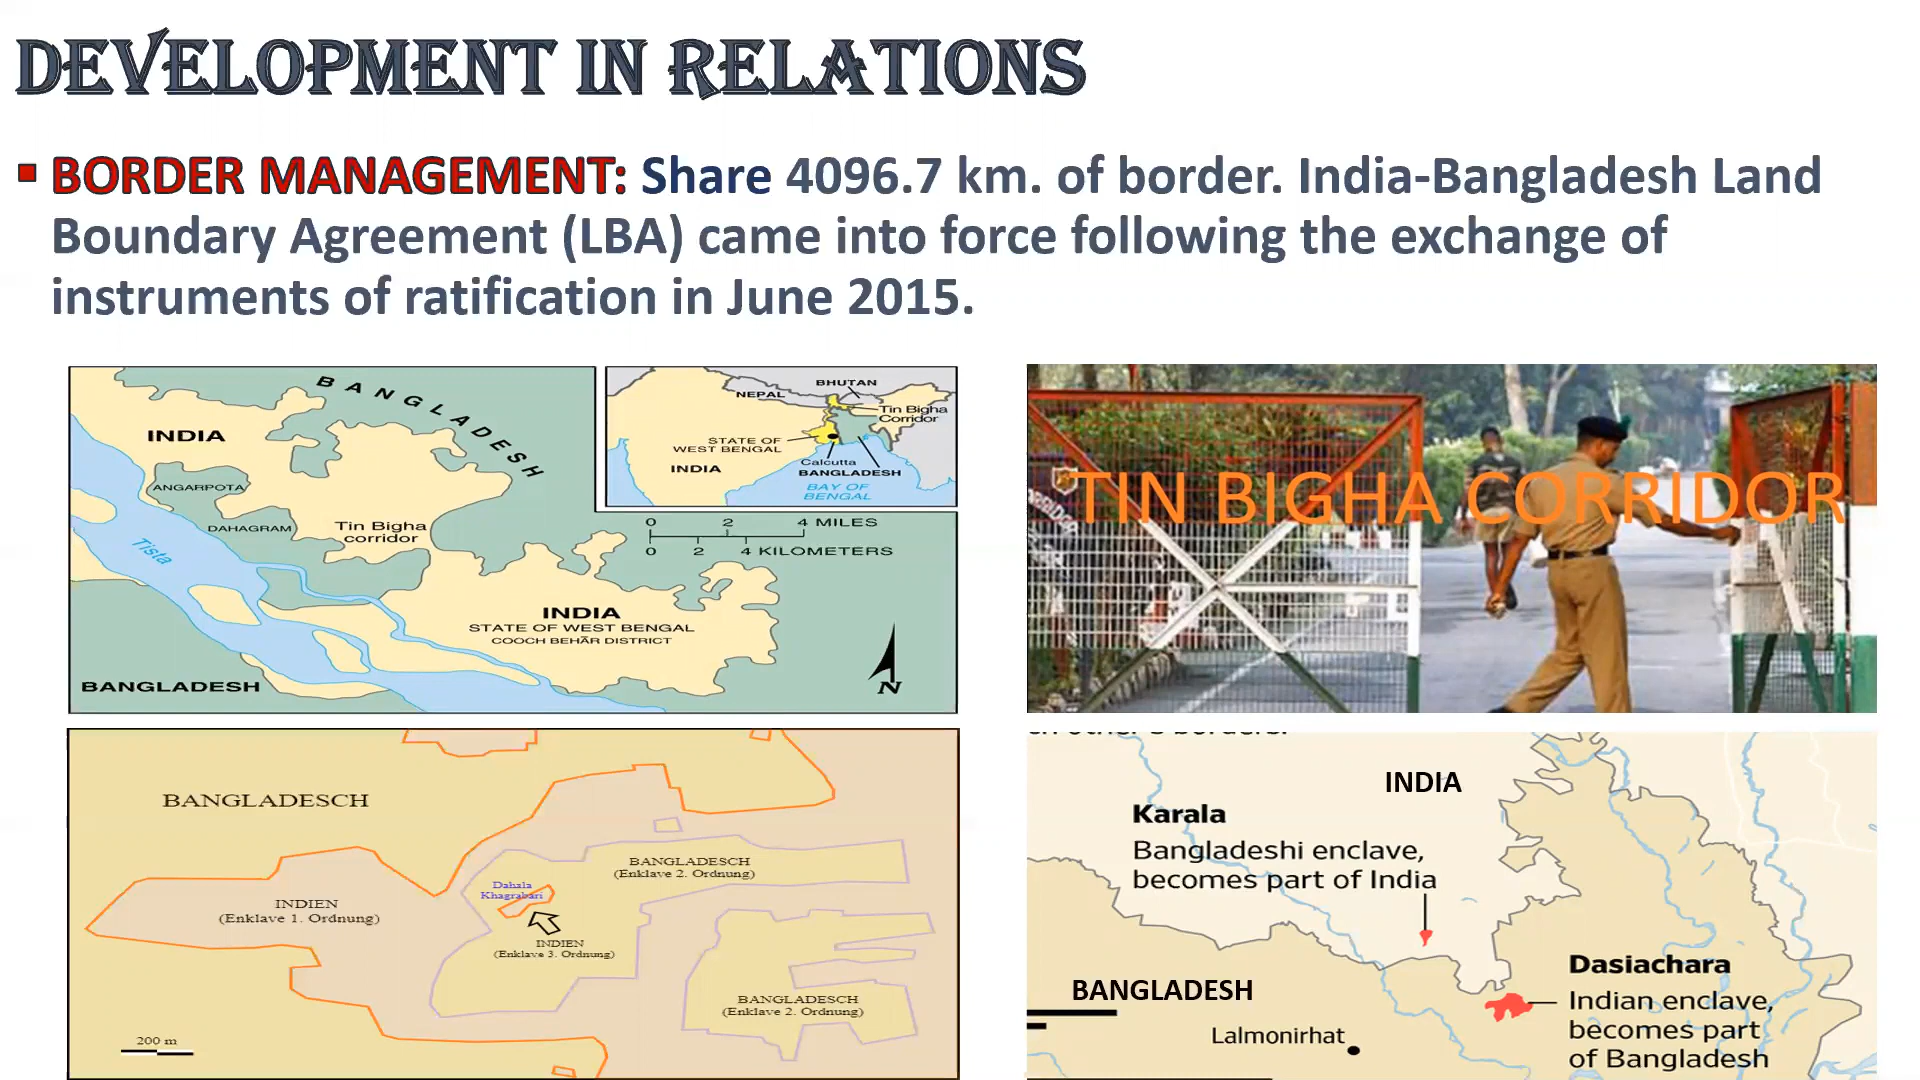 DEVELOPMENT IN RELATIONS
▪ BORDER MANAGEMENT: Share 4096.7 km. of border. India-Bangladesh Land
Boundary Agreement (LBA) came into force following the exchange of
instruments of ratification in June 2015.
BANGLADESH
INDIA
ANGARPOTA
DAHAGRAM
Tin Bigha
corridor
Tista
INDIA
STATE OF WEST BENGAL
COOCH BEHĀR DISTRICT
BANGLADESH
N
0 2 4 MILES
0 2 4 KILOMETERS
BHUTAN
NEPAL
Tin Bigha
Corridor
STATE OF
WEST BENGAL
INDIA
Calcutta
BANGLADESH
BAY OF
BENGAL
TIN BIGHA CORRIDOR
BANGLADESCH
BANGLADESCH
(Enklave 2. Ordnung)
Dahala
Khagrabari
INDIEN
(Enklave 1. Ordnung)
INDIEN
(Enklave 3. Ordnung)
BANGLADESCH
(Enklave 2. Ordnung)
200 m
INDIA
Karala
Bangladeshi enclave,
becomes part of India
BANGLADESH
Dasiachara
Indian enclave,
becomes part
of Bangladesh
Lalmonirhat